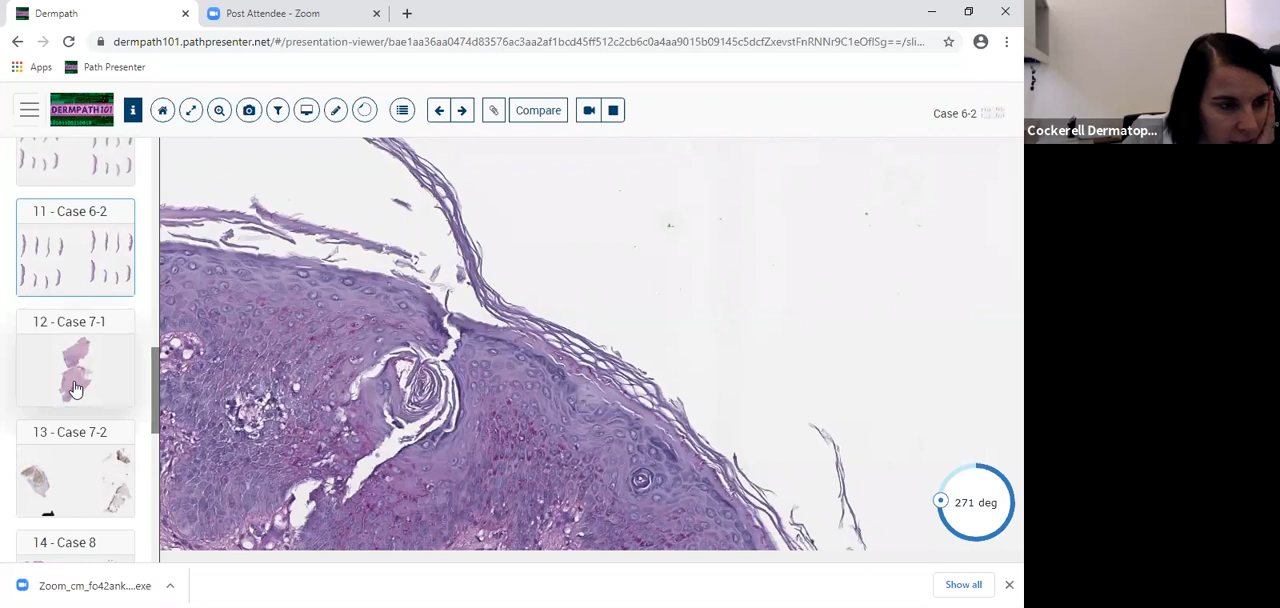 Dermpath
Post Attendee - Zoom
dermpath101.pathpresenter.net/#/presentation-viewer/bae1aa36aa0474d83576ac3aa2af1bcd45ff512c2cb6c0a4aa9015b09145c5dcfZxevstFnRNNr9C1eOflSg==/sli...
Apps
Path Presenter
DERMPATH101
Compare
Case 6-2
Cockerell Dermatop...
11 - Case 6-2
12 - Case 7-1
13 - Case 7-2
14 - Case 8
271 deg
Zoom_cm_fo42ank....exe
Show all